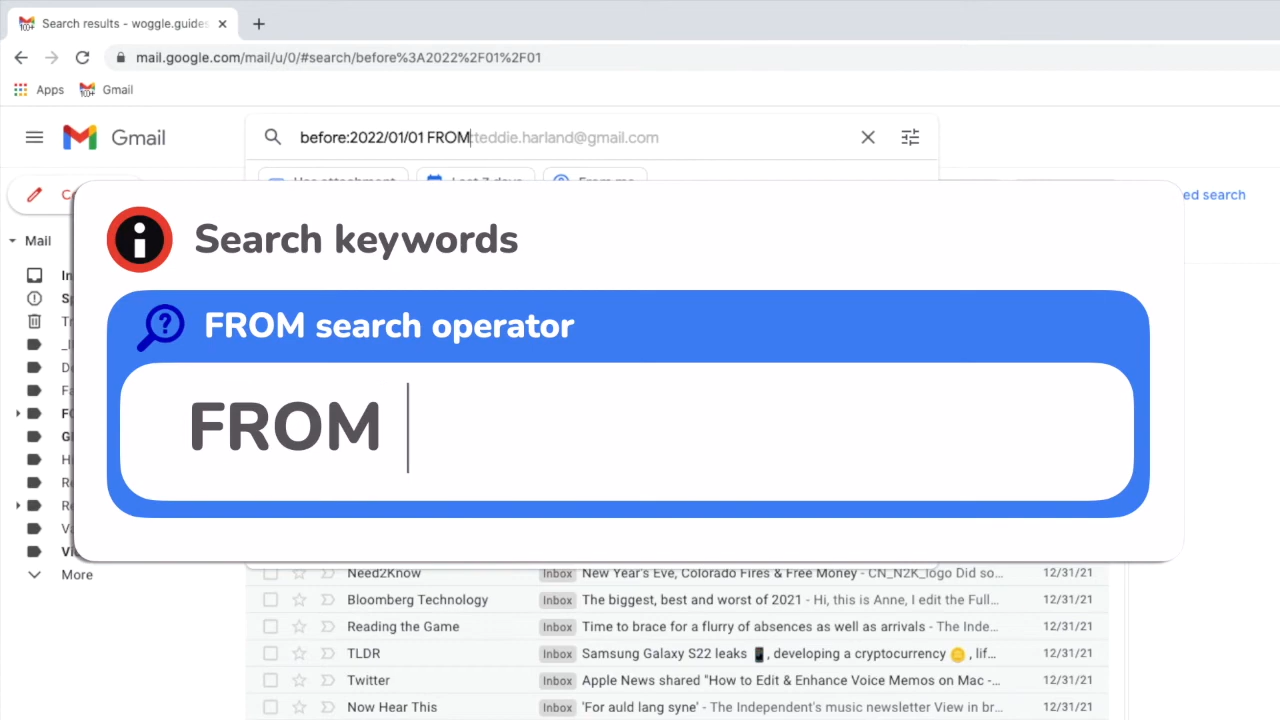 Search results - woggle.guides
mail.google.com/mail/u/0/#search/before%3A2022%2F01%2F01
Apps Gmail
Gmail
before:2022/01/01 FROM:teddie.harland@gmail.com
Has attachment Last 7 days From me
ed search
Search keywords
Mail
FROM search operator
FROM
More
Need2Know Inbox New Year's Eve, Colorado Fires & Free Money - CN_N2K_logo Did so... 12/31/21
Bloomberg Technology Inbox The biggest, best and worst of 2021 - Hi, this is Anne, I edit the Full... 12/31/21
Reading the Game Inbox Time to brace for a flurry of absences as well as arrivals - The Inde... 12/31/21
TLDR Inbox Samsung Galaxy S22 leaks 📱, developing a cryptocurrency 🪙, lif... 12/31/21
Twitter Inbox Apple News shared "How to Edit & Enhance Voice Memos on Mac -... 12/31/21
Now Hear This Inbox 'For auld lang syne' - The Independent's music newsletter View in br... 12/31/21